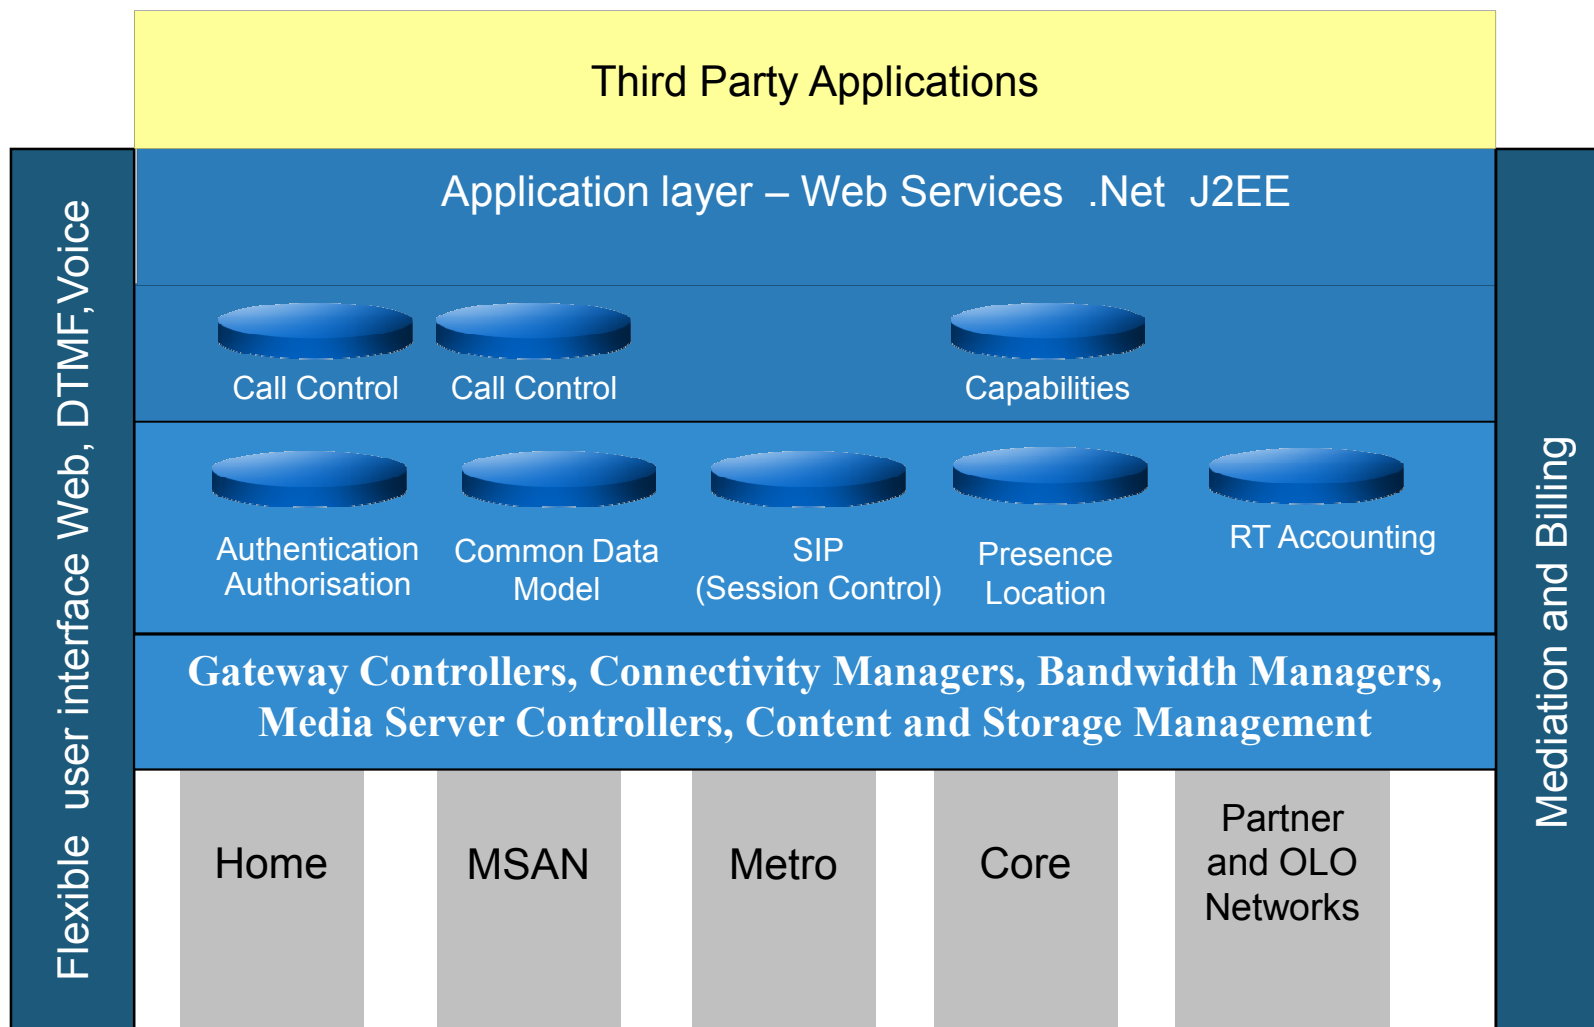 Third Party Applications
Application layer – Web Services .Net J2EE
Flexible user interface Web, DTMF,Voice
Call Control
Call Control
Capabilities
Authentication
Authorisation
Common Data
Model
SIP
(Session Control)
Presence
Location
RT Accounting
Mediation and Billing
Gateway Controllers, Connectivity Managers, Bandwidth Managers,
Media Server Controllers, Content and Storage Management
Home
MSAN
Metro
Core
Partner
and OLO
Networks